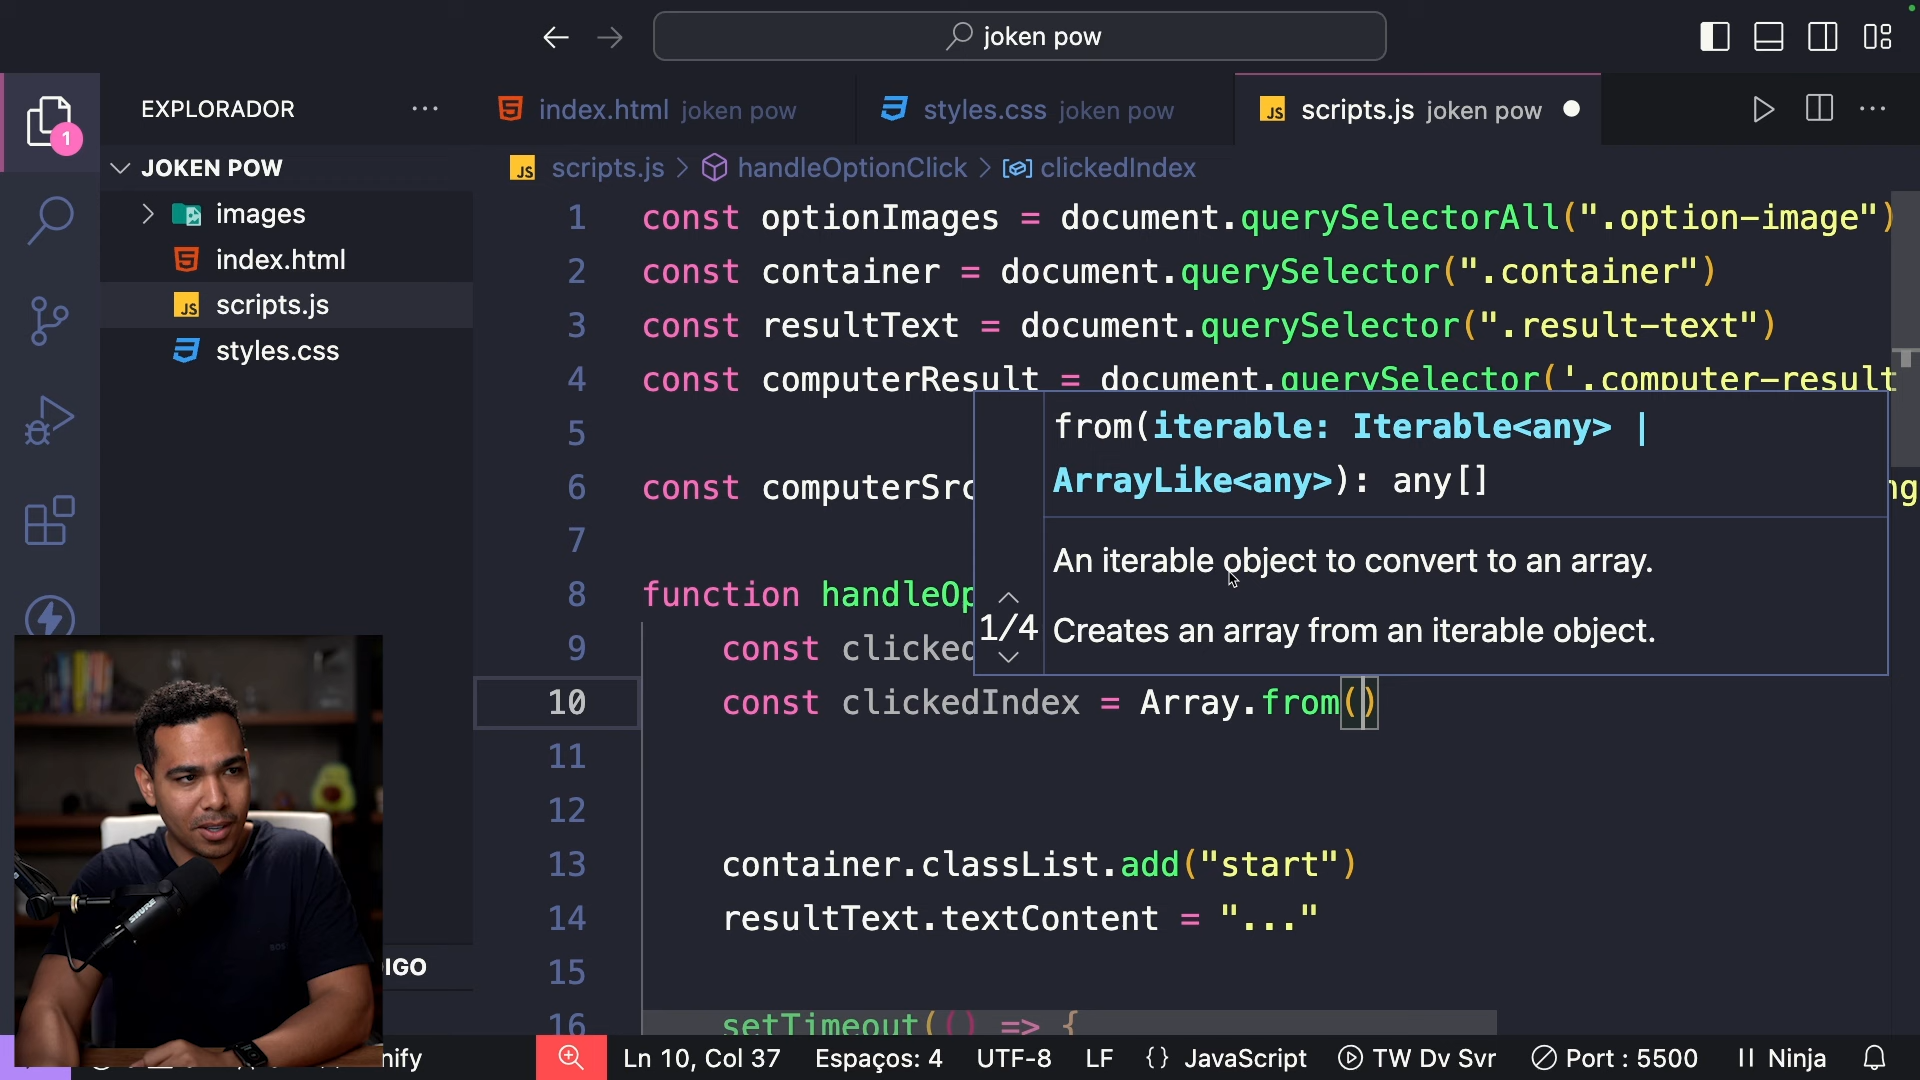 joken pow
EXPLORADOR
1
JOKEN POW
images
index.html
scripts.js
styles.css
index.html joken pow
styles.css joken pow
JS scripts.js joken pow
JS scripts.js > handleOptionClick > clickedIndex
1 const optionImages = document.querySelectorAll(".option-image")
2 const container = document.querySelector(".container")
3 const resultText = document.querySelector(".result-text")
4 const computerResult = document.querySelector('.computer-result
5
6 const computerSrc
7
8 function handleOp
9 const clicked
10 const clickedIndex = Array.from()
11
12
13 container.classList.add("start")
14 resultText.textContent = "..."
15
16 setTimeout(() => {
from(iterable: Iterable<any> |
ArrayLike<any>): any[]
An iterable object to convert to an array.
1/4
Creates an array from an iterable object.
IGO
SHURE
nify
Ln 10, Col 37
Espaços: 4
UTF-8
LF
{} JavaScript
TW Dv Svr
Port : 5500
Ninja